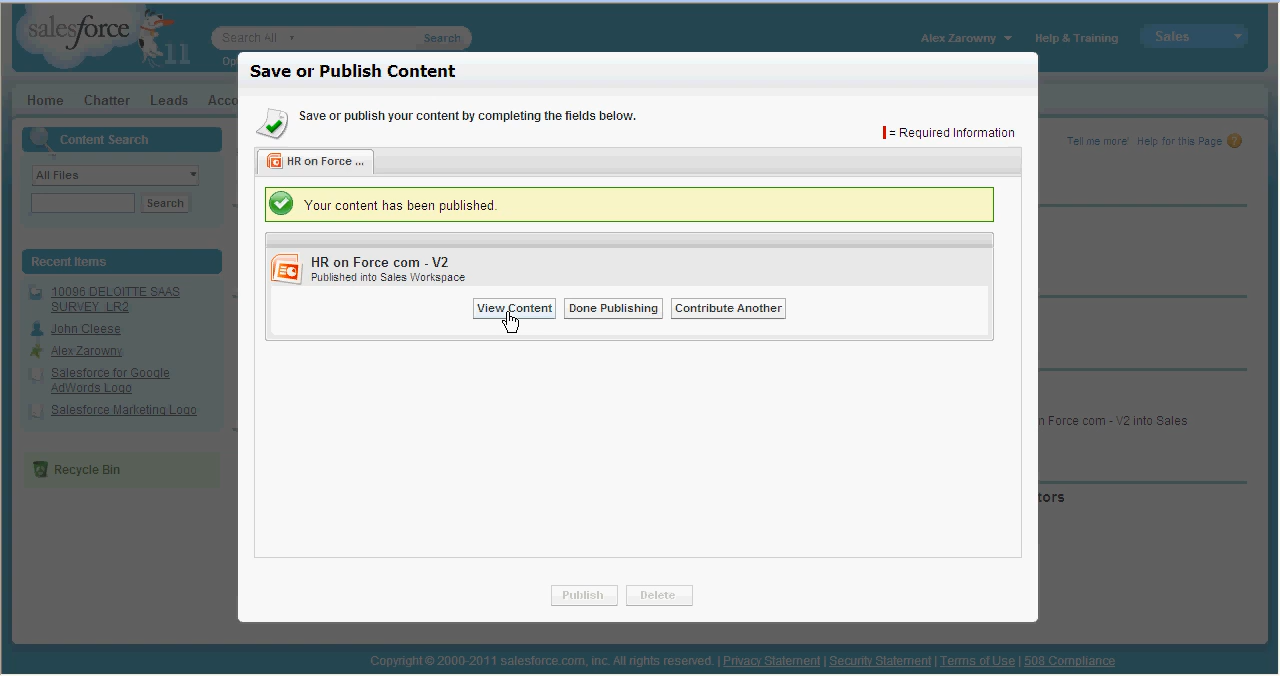 salesforce
11
Search All
Search
Alex Zarowny
Help & Training
Sales
Save or Publish Content
Home
Chatter
Leads
Save or publish your content by completing the fields below.
= Required Information
Content Search
Tell me more!
Help for this Page
?
HR on Force ...
All Files
Search
Your content has been published.
Recent Items
HR on Force com - V2
Published into Sales Workspace
10096 DELOITTE SAAS
SURVEY_LR2
View Content
Done Publishing
Contribute Another
John Cleese
Alex Zarowny
Salesforce for Google
AdWords Logo
Salesforce Marketing Logo
Force com - V2 into Sales
Recycle Bin
Publish
Delete
Copyright © 2000-2011 salesforce.com, inc. All rights reserved. | Privacy Statement | Security Statement | Terms of Use | 508 Compliance